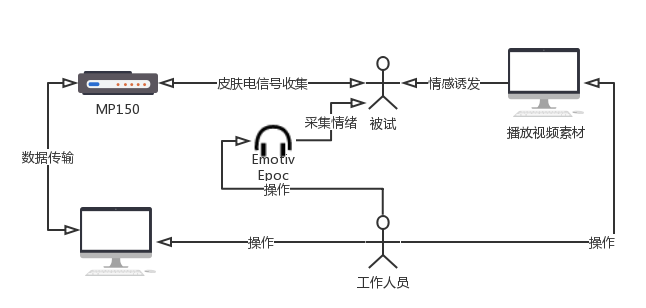 皮肤电信号收集
情感诱发
MP150
采集情绪
被试
播放视频素材
数据传输
Emotiv
Epoc
操作
操作
操作
工作人员